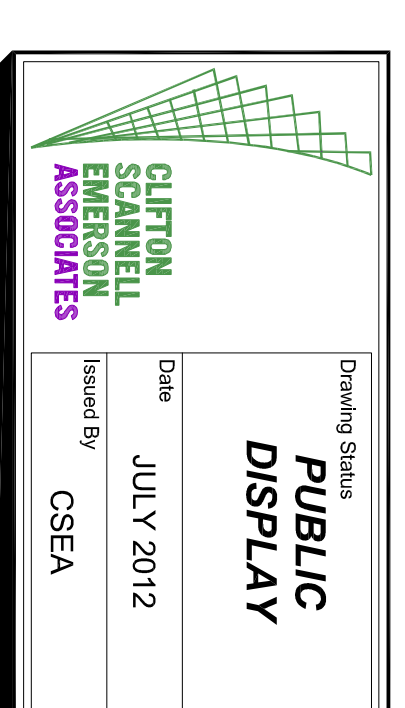 CLIFTON
SCANNELL
EMERSON
ASSOCIATES
Drawing Status
PUBLIC
DISPLAY
Date
JULY 2012
Issued By
CSEA